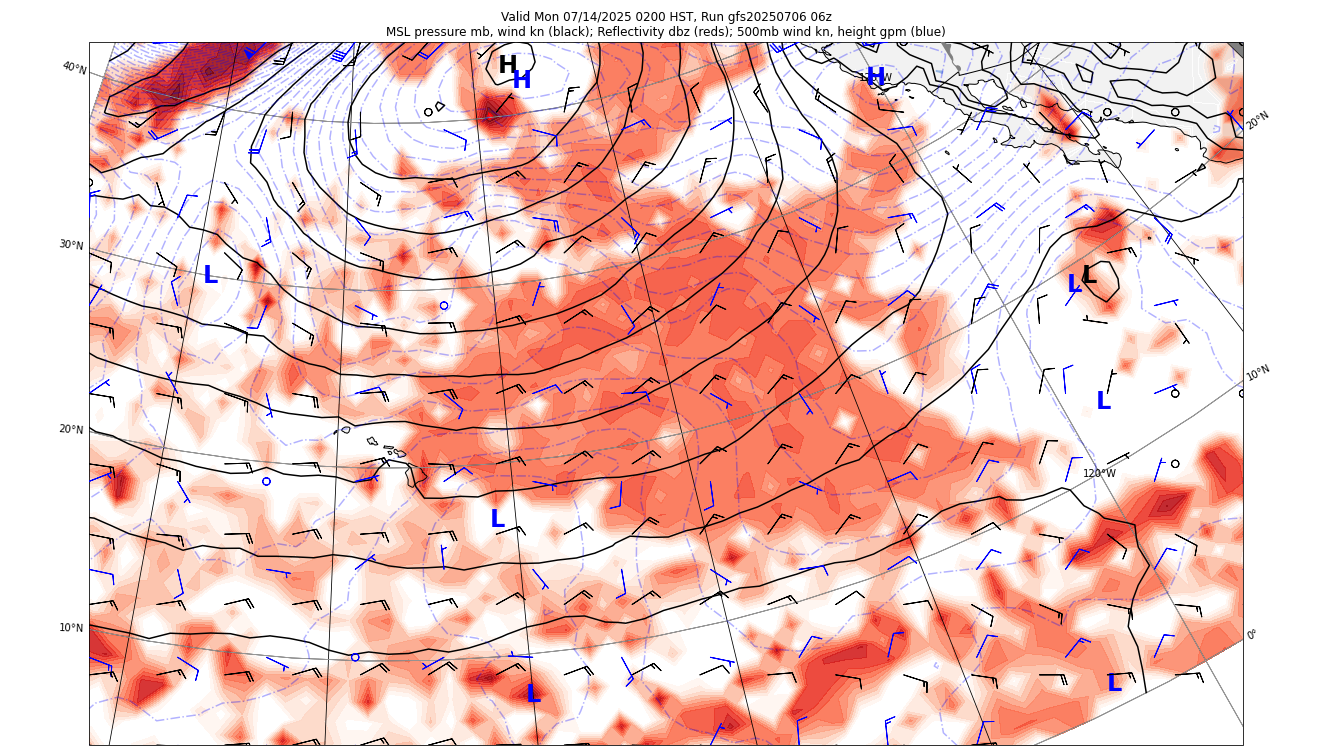 Valid Mon 07/14/2025 0200 HST, Run gfs20250706 06z
MSL pressure mb, wind kn (black); Reflectivity dbz (reds); 500mb wind kn, height gpm (blue)
40°N
H
H
H
20°N
30°N
L
L
L
10°N
L
20°N
120°W
L
10°N
0°
L
L